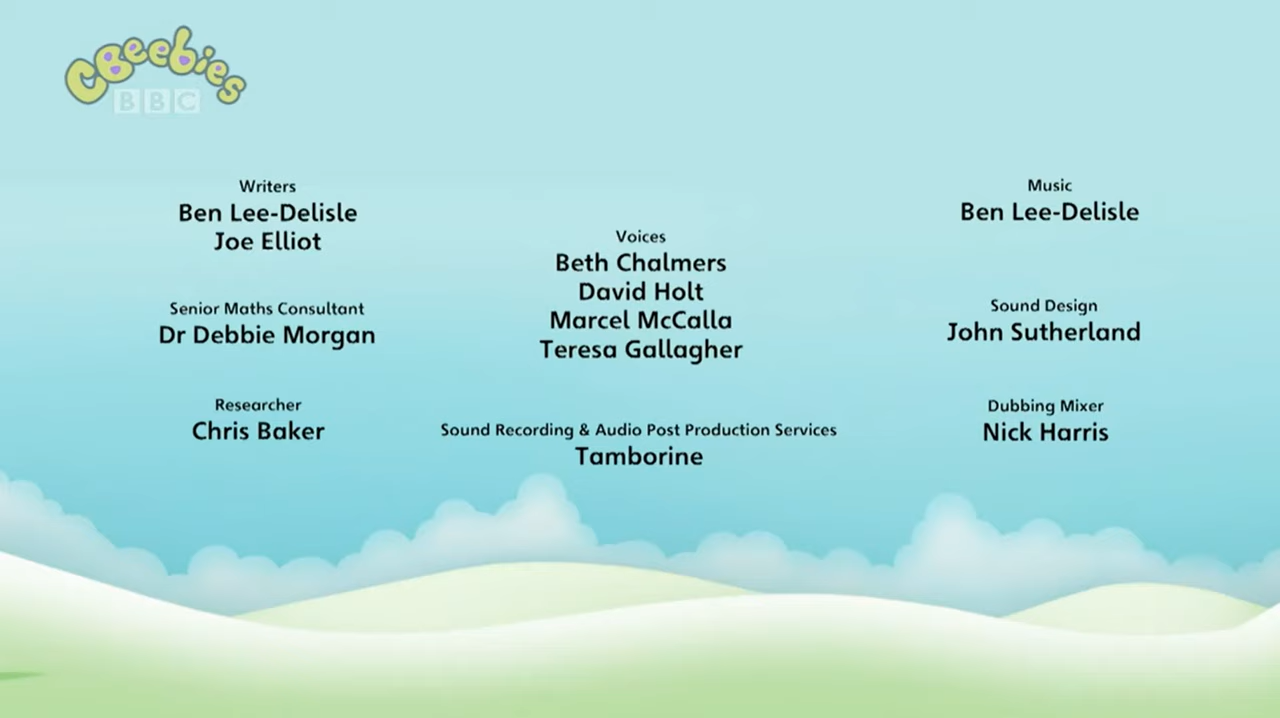 CBeebies
BBC
Writers
Ben Lee-Delisle
Joe Elliot
Senior Maths Consultant
Dr Debbie Morgan
Researcher
Chris Baker
Voices
Beth Chalmers
David Holt
Marcel McCalla
Teresa Gallagher
Sound Recording & Audio Post Production Services
Tamborine
Music
Ben Lee-Delisle
Sound Design
John Sutherland
Dubbing Mixer
Nick Harris